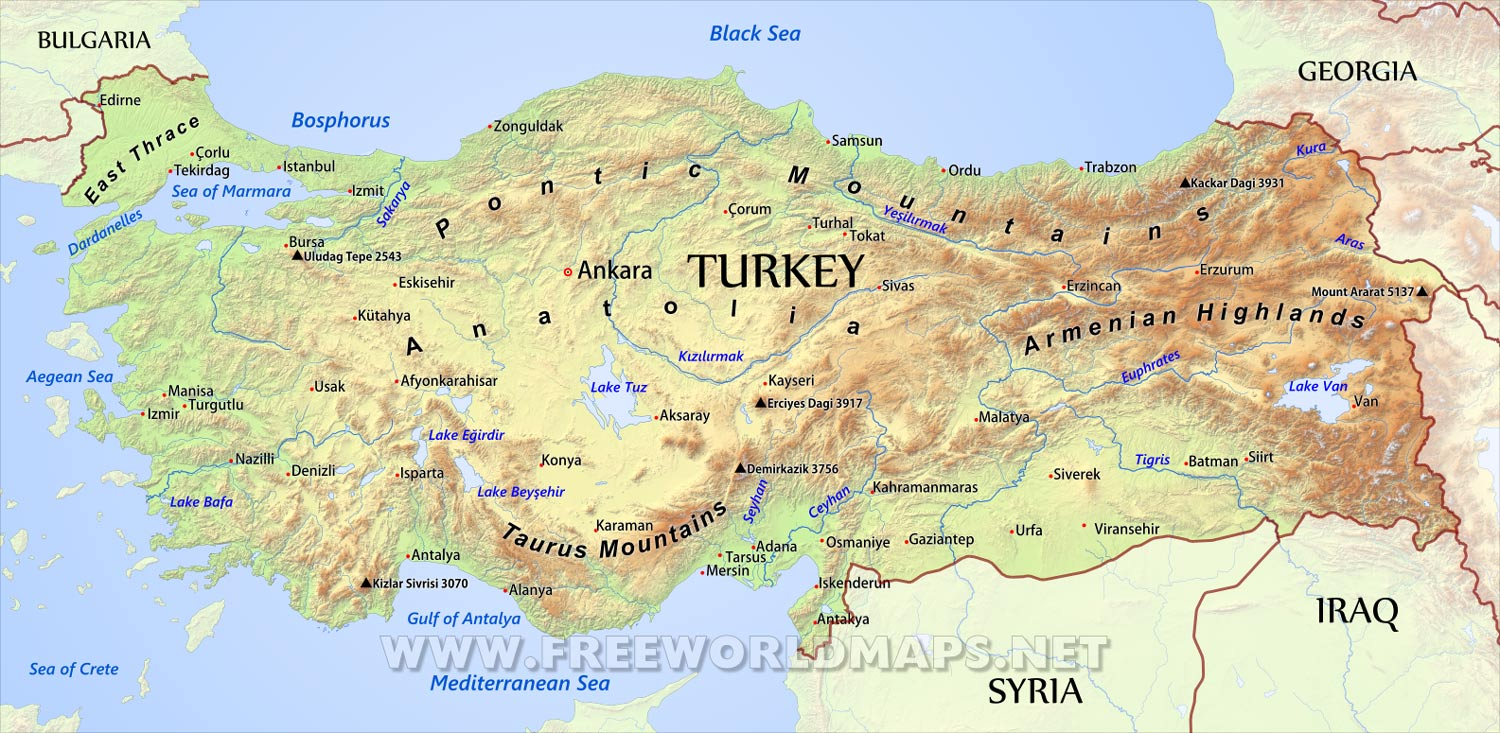 BULGARIA
Black Sea
GEORGIA
Edirne
Bosphorus
Zonguldak
East Thrace
Çorlu
Tekirdag
Istanbul
Samsun
Kura
Sea of Marmara
Izmit
Ordu
Trabzon
Kackar Dagi 3931
Sakarya
Pontic Mountains
Dardanelles
Çorum
Turhal
Tokat
Yeşilırmak
Aras
Bursa
Uludag Tepe 2543
Ankara
TURKEY
Eskisehir
Sivas
Erzincan
Erzurum
Mount Ararat 5137
Kütahya
Anatolia
Armenian Highlands
Kızılırmak
Euphrates
Aegean Sea
Usak
Afyonkarahisar
Lake Tuz
Kayseri
Lake Van
Van
Manisa
Turgutlu
Izmir
Aksaray
Erciyes Dagi 3917
Malatya
Lake Eğirdir
Nazilli
Denizli
Isparta
Konya
Demirkazik 3756
Siverek
Tigris
Batman
Siirt
Lake Bafa
Lake Beyşehir
Seyhan
Ceyhan
Kahramanmaras
Karaman
Taurus Mountains
Urfa
Viransehir
Antalya
Adana
Tarsus
Mersin
Osmaniye
Gaziantep
Kizlar Sivrisi 3070
Alanya
Iskenderun
Gulf of Antalya
Antakya
IRAQ
WWW.FREEWORLDMAPS.NET
Sea of Crete
Mediterranean Sea
SYRIA